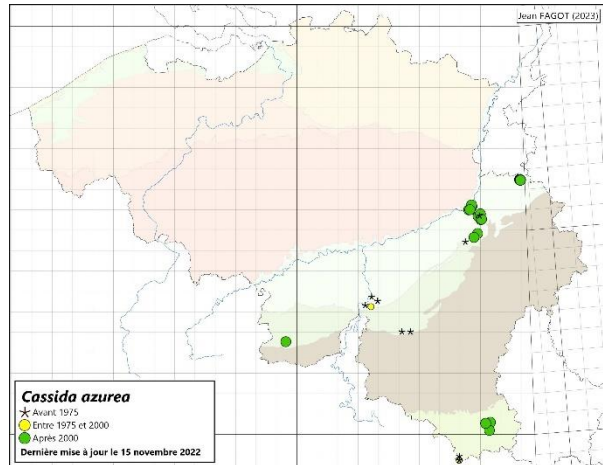 Jean FAGOT (2023)
Cassida azurea
Avant 1975
Entre 1975 et 2000
Après 2000
Dernière mise à jour le 15 novembre 2022